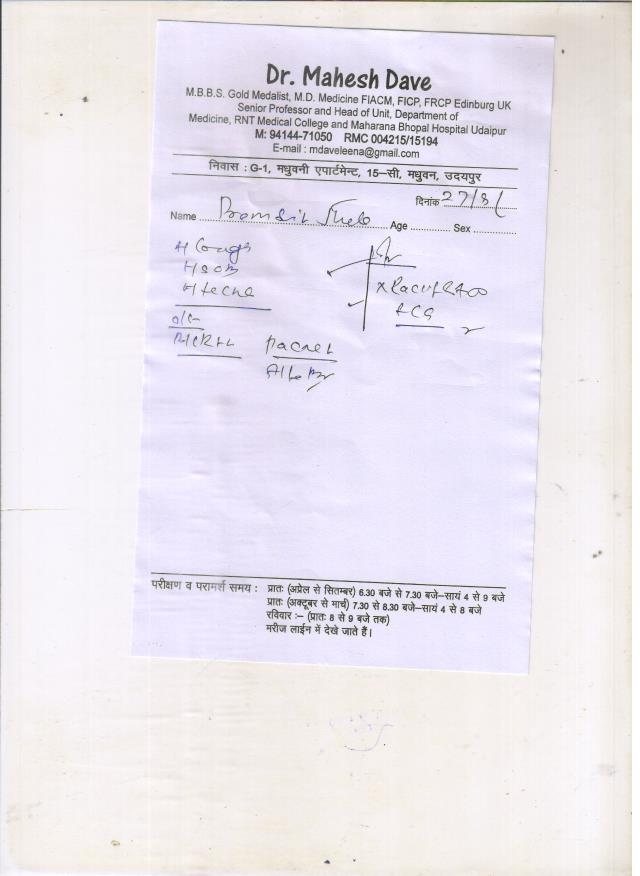 Dr. Mahesh Dave
M.B.B.S. Gold Medalist, M.D. Medicine FIACM, FICP, FRCP Edinburg UK
Senior Professor and Head of Unit, Department of
Medicine, RNT Medical College and Maharana Bhopal Hospital Udaipur
M: 94144-71050 RMC 004215/15194
E-mail : mdaveleena@gmail.com
निवास : G-1, मधुवनी एपार्टमेन्ट, 15-सी, मधुवन, उदयपुर
दिनांक 27/8/
Name Age Sex
H Cough
H SOB
O/E
परीक्षण व परामर्श समय : प्रातः (अप्रेल से सितम्बर) 6.30 बजे से 7.30 बजे-सायं 4 से 9 बजे
प्रातः (अक्टूबर से मार्च) 7.30 से 8.30 बजे-सायं 4 से 8 बजे
रविवार :- (प्रातः 8 से 9 बजे तक)
मरीज लाईन में देखे जाते हैं।